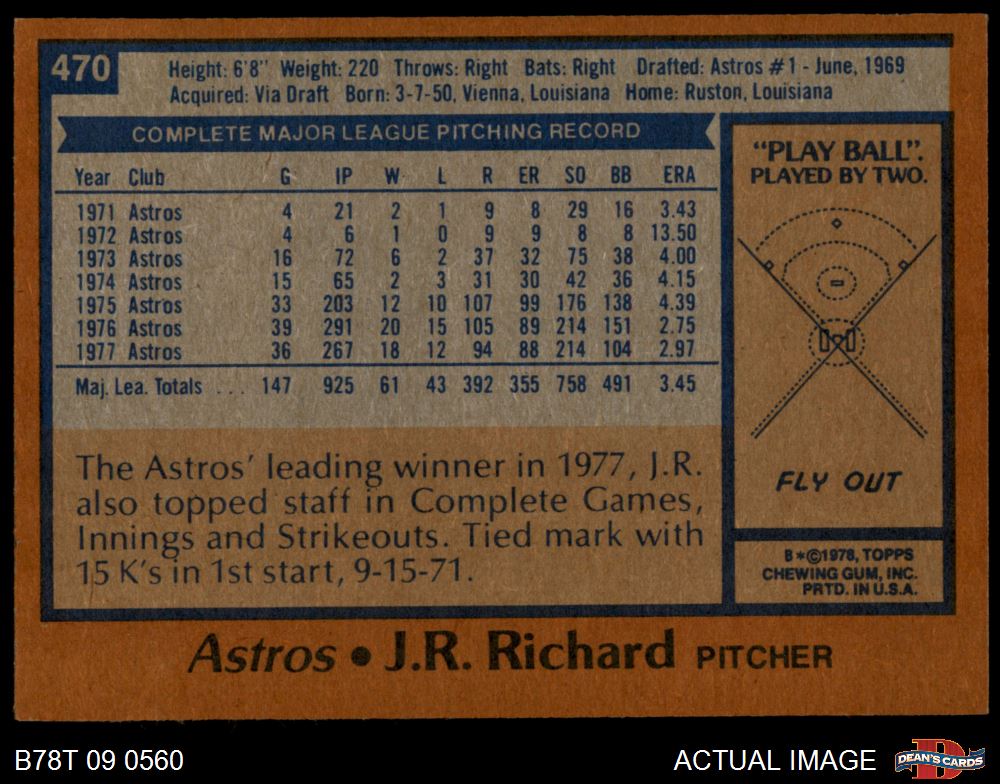 470
Height: 6'8" Weight: 220 Throws: Right Bats: Right Drafted: Astros #1 - June, 1969
Acquired: Via Draft Born: 3-7-50, Vienna, Louisiana Home: Ruston, Louisiana
COMPLETE MAJOR LEAGUE PITCHING RECORD
Year Club G IP W L R ER SO BB ERA
1971 Astros 4 21 2 1 9 8 29 16 3.43
1972 Astros 4 6 1 0 9 9 8 8 13.50
1973 Astros 16 72 6 2 37 32 75 38 4.00
1974 Astros 15 65 2 3 31 30 42 36 4.15
1975 Astros 33 203 12 10 107 99 176 138 4.39
1976 Astros 39 291 20 15 105 89 214 151 2.75
1977 Astros 36 267 18 12 94 88 214 104 2.97
Maj. Lea. Totals . . . 147 925 61 43 392 355 758 491 3.45
The Astros' leading winner in 1977, J.R.
also topped staff in Complete Games,
Innings and Strikeouts. Tied mark with
15 K's in 1st start, 9-15-71.
"PLAY BALL".
PLAYED BY TWO.
FLY OUT
B*©1978, TOPPS
CHEWING GUM, INC.
PRTD. IN U.S.A.
Astros • J.R. Richard PITCHER
B78T 09 0560
ACTUAL IMAGE
DEAN'S CARDS